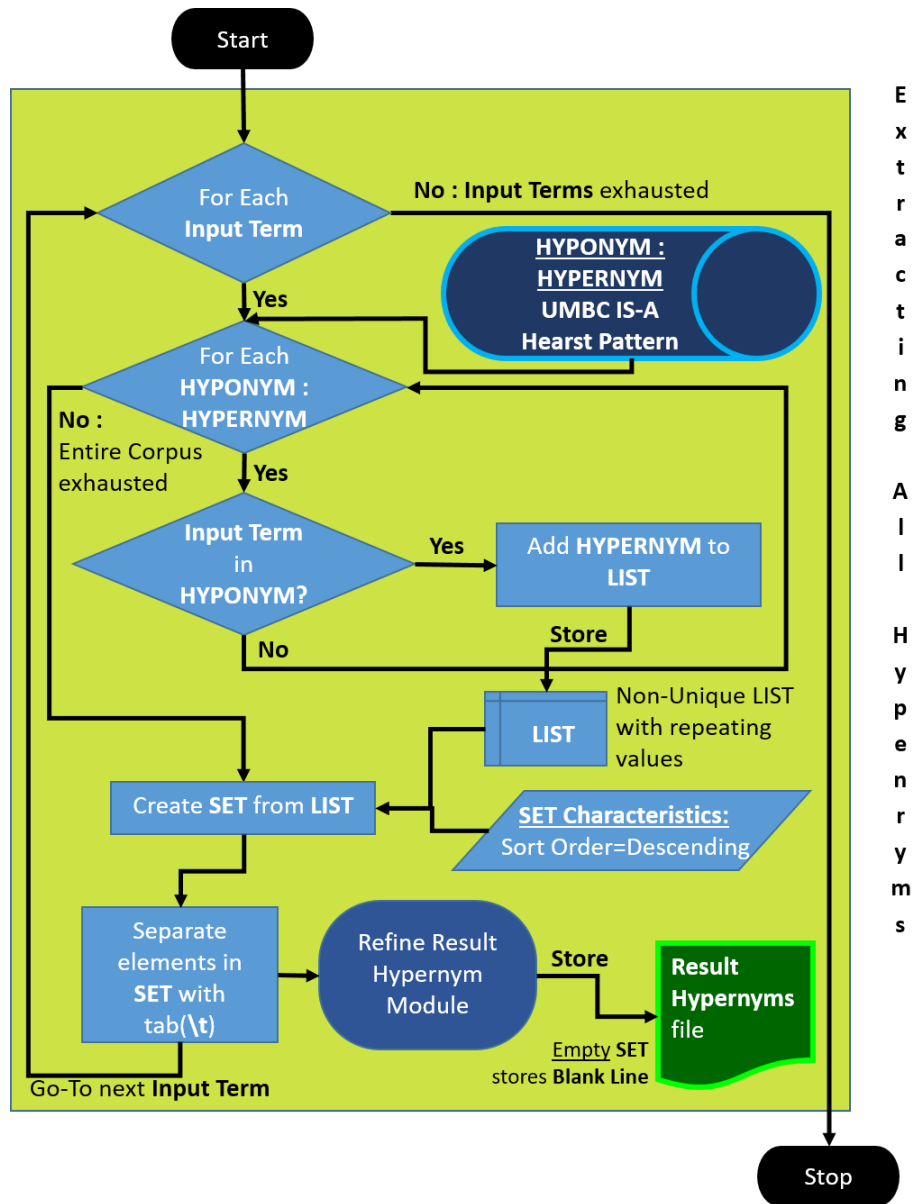 Start
For Each
Input Term
No : Input Terms exhausted
HYPONYM :
HYPERNYM
UMBC IS-A
Hearst Pattern
Yes
For Each
HYPONYM :
HYPERNYM
No :
Entire Corpus
exhausted
Yes
Input Term
in
HYPONYM?
Yes
Add HYPERNYM to
LIST
Store
No
LIST
Non-Unique LIST
with repeating
values
Create SET from LIST
SET Characteristics:
Sort Order=Descending
Separate
elements in
SET with
tab(\t)
Refine Result
Hypernym
Module
Store
Result
Hypernyms
file
Empty SET
stores Blank Line
Go-To next Input Term
Stop
E
x
t
r
a
c
t
i
n
g
A
l
l
H
y
p
e
n
r
y
m
s